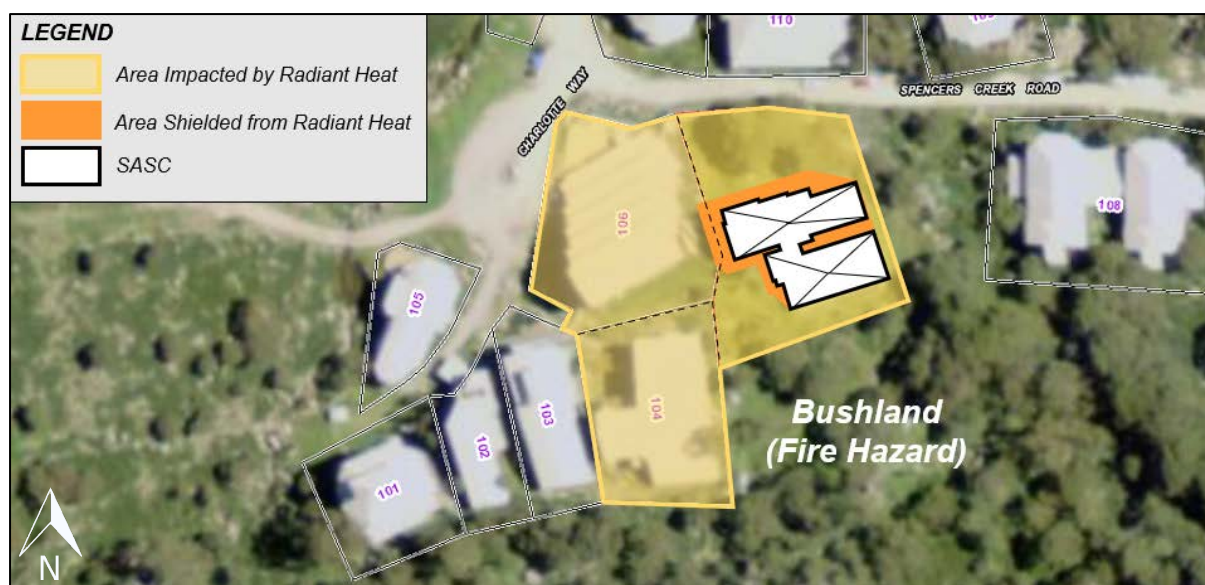 LEGEND
Area Impacted by Radiant Heat
Area Shielded from Radiant Heat
SASC
110
CHARLOTTE WAY
SPENCERS CREEK ROAD
106
108
105
104
103
102
101
Bushland
(Fire Hazard)
N